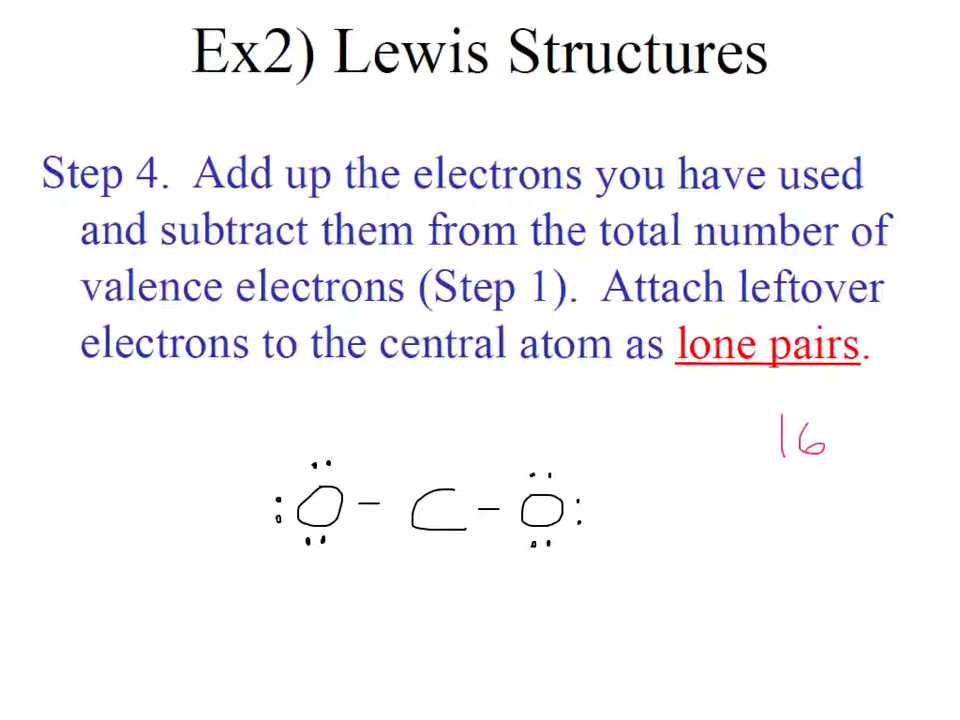 Ex2) Lewis Structures
Step 4. Add up the electrons you have used
and subtract them from the total number of
valence electrons (Step 1). Attach leftover
electrons to the central atom as lone pairs.
16
:O - C - O: